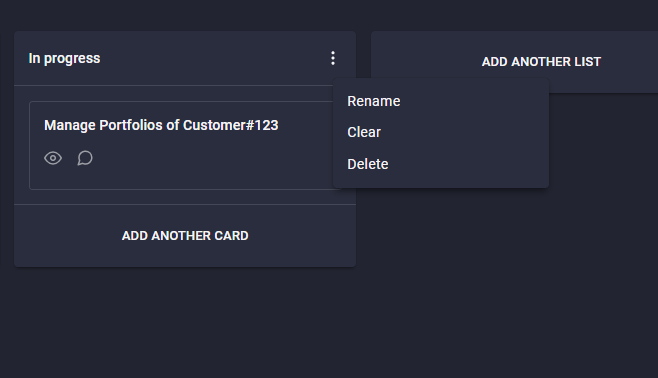 In progress
ADD ANOTHER LIST
Rename
Clear
Delete
Manage Portfolios of Customer#123
ADD ANOTHER CARD